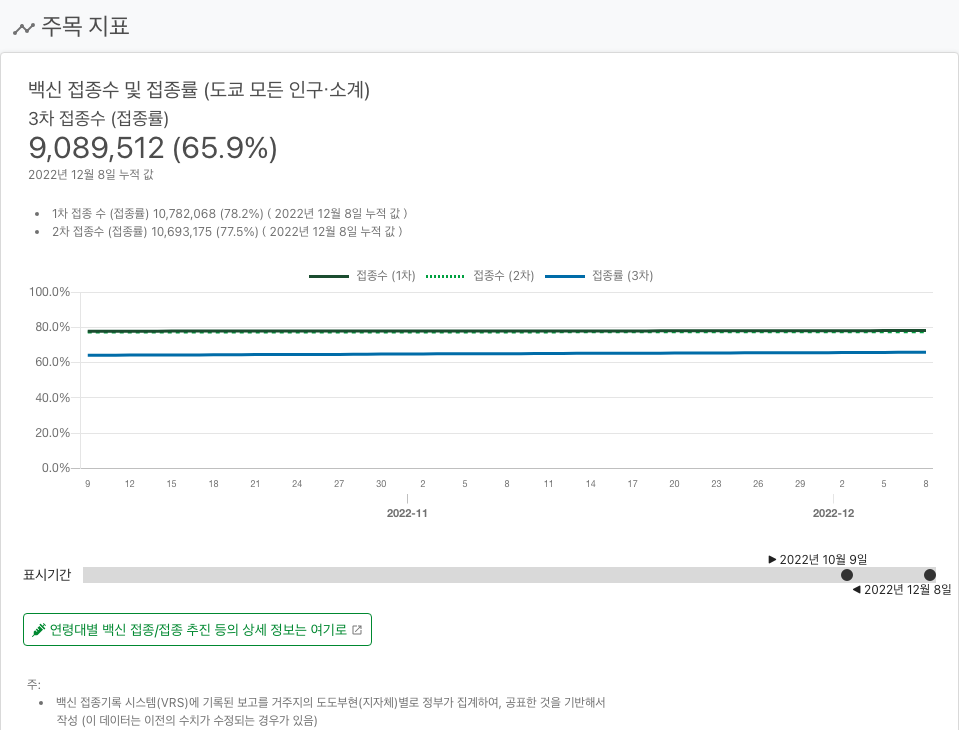 주목 지표
백신 접종수 및 접종률 (도쿄 모든 인구·소계)
3차 접종수 (접종률)
9,089,512 (65.9%)
2022년 12월 8일 누적 값
• 1차 접종 수 (접종률) 10,782,068 (78.2%) ( 2022년 12월 8일 누적 값 )
• 2차 접종수 (접종률) 10,693,175 (77.5%) ( 2022년 12월 8일 누적 값 )
접종수 (1차) 접종수 (2차) 접종률 (3차)
100.0%
80.0%
60.0%
40.0%
20.0%
0.0%
9 12 15 18 21 24 27 30 2 5 8 11 14 17 20 23 26 29 2 5 8
2022-11 2022-12
▶ 2022년 10월 9일
표시기간
◀ 2022년 12월 8일
연령대별 백신 접종/접종 추진 등의 상세 정보는 여기로
주:
• 백신 접종기록 시스템(VRS)에 기록된 보고를 거주지의 도도부현(지자체)별로 정부가 집계하여, 공표한 것을 기반해서
작성 (이 데이터는 이전의 수치가 수정되는 경우가 있음)